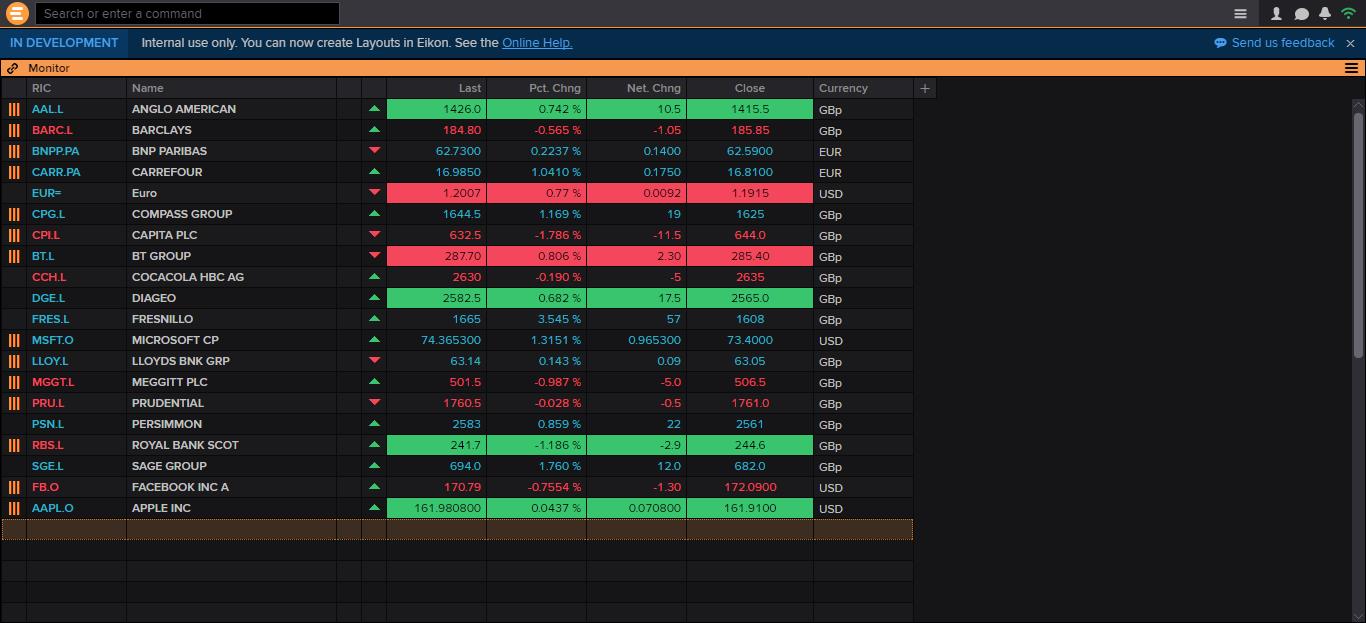 Search or enter a command
IN DEVELOPMENT Internal use only. You can now create Layouts in Eikon. See the Online Help. Send us feedback
Monitor
RIC Name Last Pct. Chng Net. Chng Close Currency +
AAL.L ANGLO AMERICAN 1426.0 0.742 % 10.5 1415.5 GBp
BARC.L BARCLAYS 184.80 -0.565 % -1.05 185.85 GBp
BNPP.PA BNP PARIBAS 62.7300 0.2237 % 0.1400 62.5900 EUR
CARR.PA CARREFOUR 16.9850 1.0410 % 0.1750 16.8100 EUR
EUR= Euro 1.2007 0.77 % 0.0092 1.1915 USD
CPG.L COMPASS GROUP 1644.5 1.169 % 19 1625 GBp
CPI.L CAPITA PLC 632.5 -1.786 % -11.5 644.0 GBp
BT.L BT GROUP 287.70 0.806 % 2.30 285.40 GBp
CCH.L COCACOLA HBC AG 2630 -0.190 % -5 2635 GBp
DGE.L DIAGEO 2582.5 0.682 % 17.5 2565.0 GBp
FRES.L FRESNILLO 1665 3.545 % 57 1608 GBp
MSFT.O MICROSOFT CP 74.365300 1.3151 % 0.965300 73.4000 USD
LLOY.L LLOYDS BNK GRP 63.14 0.143 % 0.09 63.05 GBp
MGGT.L MEGGITT PLC 501.5 -0.987 % -5.0 506.5 GBp
PRU.L PRUDENTIAL 1760.5 -0.028 % -0.5 1761.0 GBp
PSN.L PERSIMMON 2583 0.859 % 22 2561 GBp
RBS.L ROYAL BANK SCOT 241.7 -1.186 % -2.9 244.6 GBp
SGE.L SAGE GROUP 694.0 1.760 % 12.0 682.0 GBp
FB.O FACEBOOK INC A 170.79 -0.7554 % -1.30 172.0900 USD
AAPL.O APPLE INC 161.980800 0.0437 % 0.070800 161.9100 USD